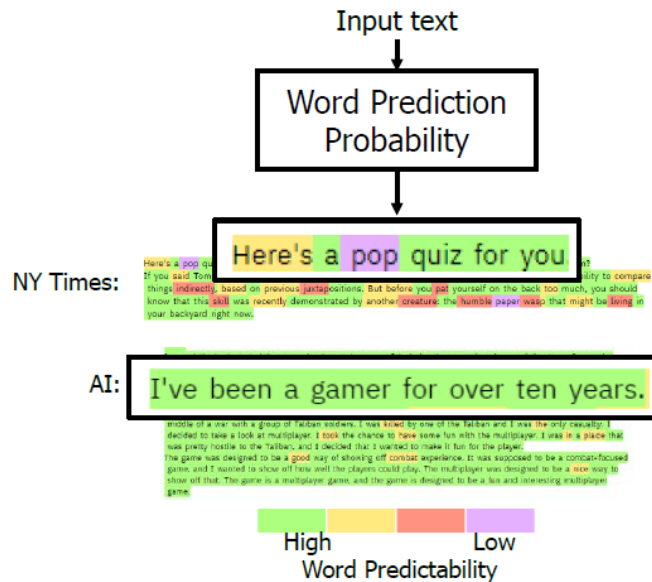 Input text
Word Prediction
Probability
Here's a pop quiz for you
NY Times:
Here's a pop qu
If you said Tom bility to compare
things indirectly, based on previous juxtapositions. But before you pat yourself on the back too much, you should
know that this skill was recently demonstrated by another creature: the humble paper wasp that might be living in
your backyard right now.
AI:
I've been a gamer for over ten years.
middle of a war with a group of Taliban soldiers. I was killed by one of the Taliban and I was the only casualty. I
decided to take a look at multiplayer. I took the chance to have some fun with the multiplayer. I was in a place that
was pretty hostile to the Taliban, and I decided that I wanted to make it fun for the player.
The game was designed to be a good way of showing off combat experience. It was supposed to be a combat-focused
game, and I wanted to show off how well the players could play. The multiplayer was designed to be a nice way to
show off that. The game is a multiplayer game, and the game is designed to be a fun and interesting multiplayer
game.
High Low
Word Predictability